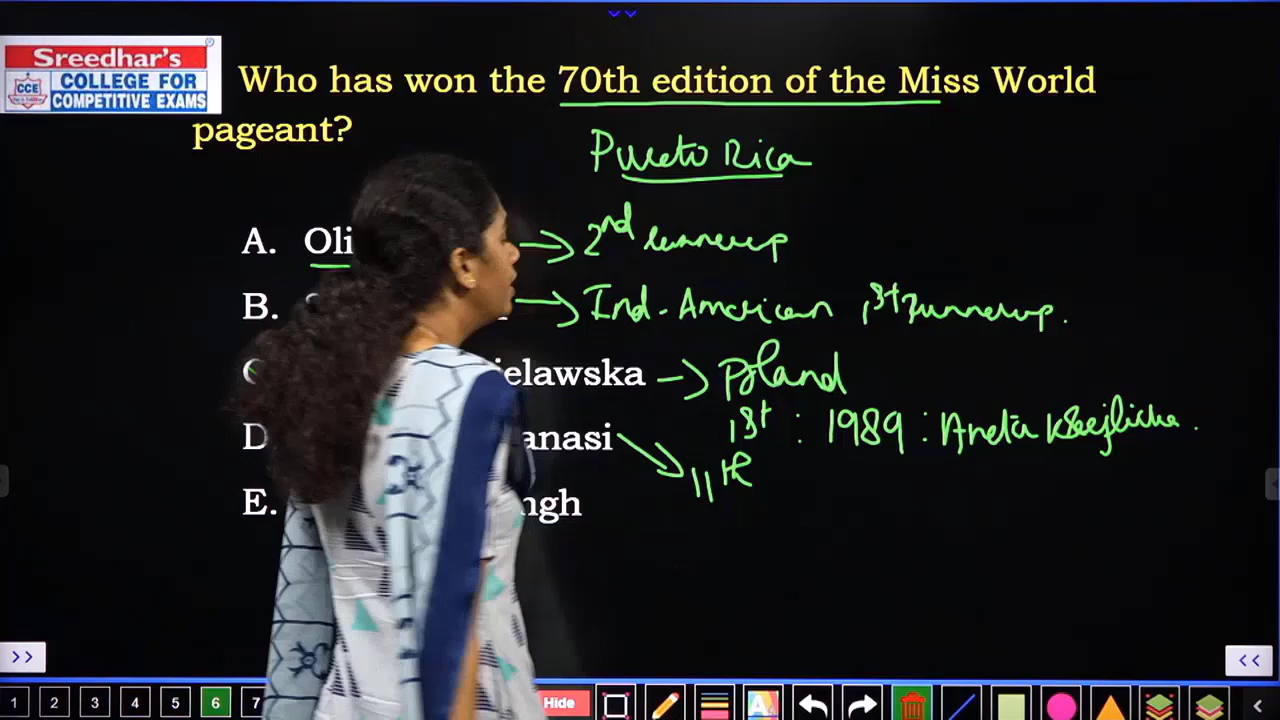 Sreedhar's
CCE
COLLEGE FOR
COMPETITIVE EXAMS
Who has won the 70th edition of the Miss World
pageant?
Puerto Rica
A. Oli → 2nd runnerup
B. → Ind-American 1st runnerup.
elawska → Poland
1st : 1989 : Aneta
D anasi 11th
E. ngh
>> <<
1 2 3 4 5 6 7 Hide